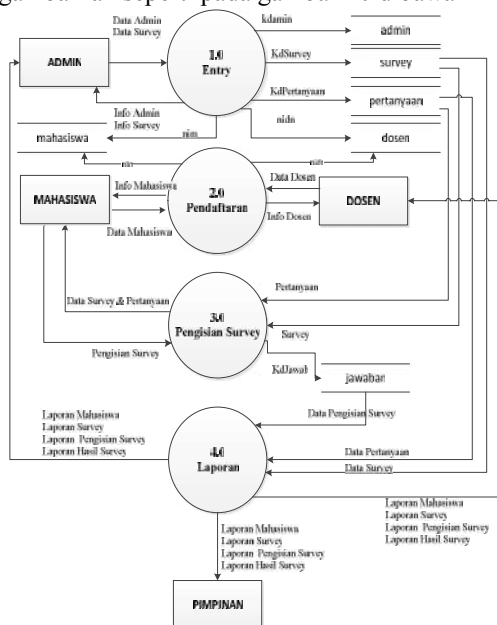 Data Admin
Data Survey
kdamin
admin
1.0
Entry
ADMIN
KdSurvey
survey
KdPertanyaan
pertanyaan
Info Admin
Info Survey
nidn
mahasiswa
nim
dosen
nim
nim
Data Dosen
Info Mahasiswa
2.0
Pendaftaran
MAHASISWA
DOSEN
Info Dosen
Data Mahasiswa
Pertanyaan
Data Survey & Pertanyaan
3.0
Pengisian Survey
Survey
Pengisian Survey
KdJawab
jawaban
Data Pengisian Survey
Laporan Mahasiswa
Laporan Survey
Laporan Pengisian Survey
Laporan Hasil Survey
4.0
Laporan
Data Pertanyaan
Data Survey
Laporan Mahasiswa
Laporan Survey
Laporan Pengisian Survey
Laporan Hasil Survey
Laporan Mahasiswa
Laporan Survey
Laporan Pengisian Survey
Laporan Hasil Survey
PIMPINAN